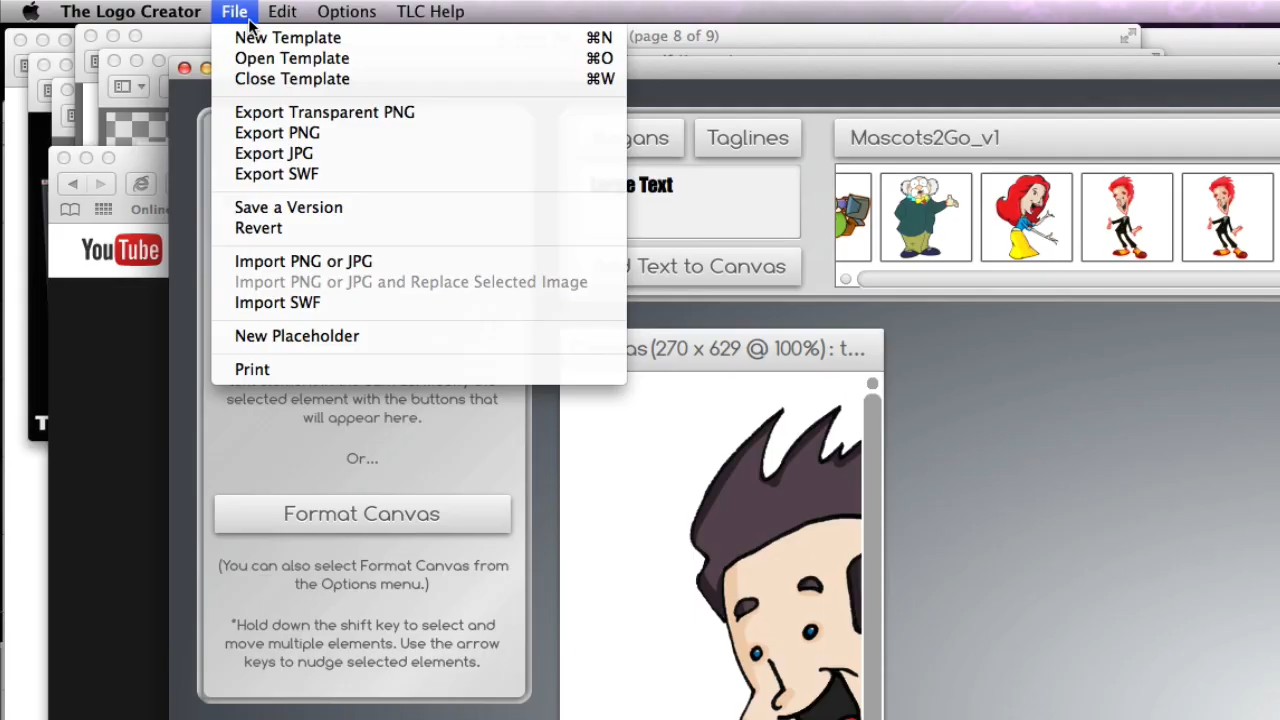 The Logo Creator File Edit Options TLC Help
(page 8 of 9)
New Template ⌘N
Open Template ⌘O
Close Template ⌘W
Export Transparent PNG
Export PNG
Export JPG
Export SWF
Save a Version
Revert
Import PNG or JPG
Import PNG or JPG and Replace Selected Image
Import SWF
New Placeholder
Print
Taglines
Mascots2Go_v1
Text
Text to Canvas
(270 x 629 @ 100%) : t...
Online
YouTube
selected element with the buttons that
will appear here.
Or...
Format Canvas
(You can also select Format Canvas from
the Options menu.)
*Hold down the shift key to select and
move multiple elements. Use the arrow
keys to nudge selected elements.